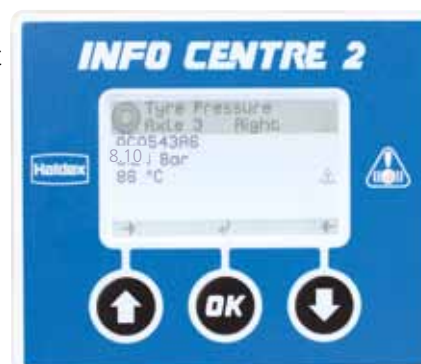 INFO CENTRE 2
Tyre Pressure
Axle 3 Right
0C0543A6
8,10 Bar
86 °C
Haldex
OK